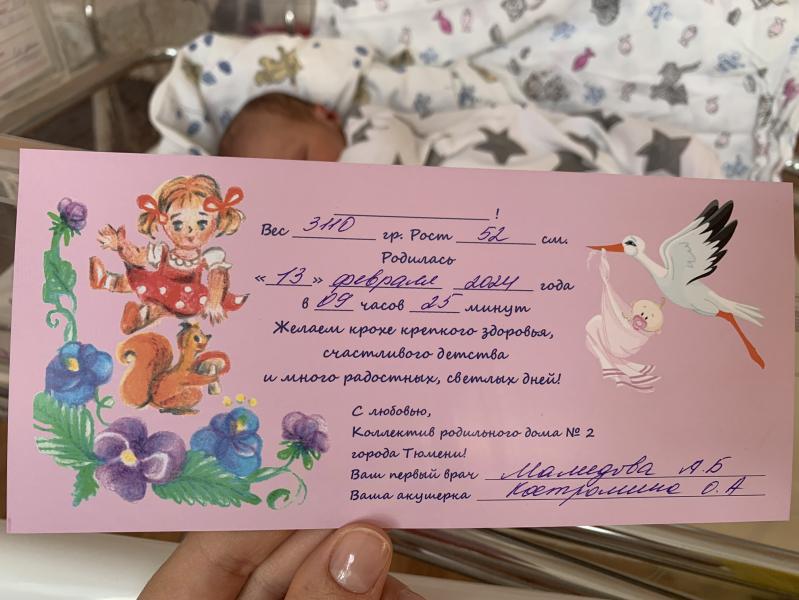 !
Вес 3110 гр. Рост 52 см.
Родилась
«13» февраля 2024 года
в 09 часов 25 минут
Желаем крохе крепкого здоровья,
счастливого детства
и много радостных, светлых дней!
С любовью,
Коллектив родильного дома № 2
города Тюмени!
Ваш первый врач Мамедова А.Б
Ваша акушерка Костромина О.А